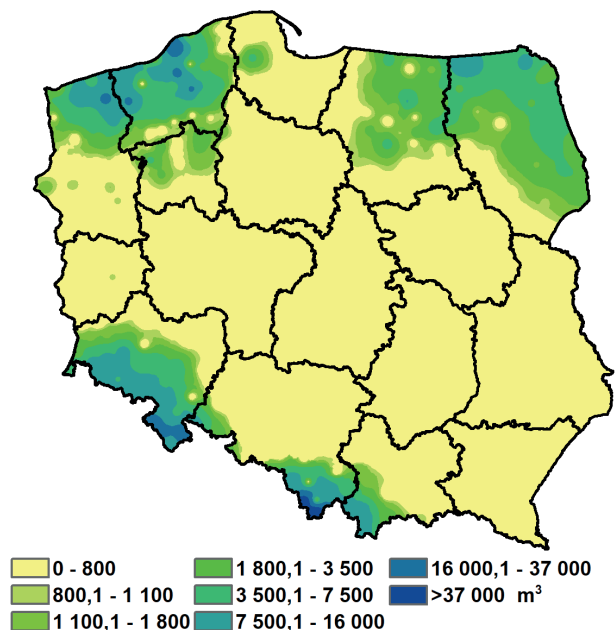 0 - 800
800,1 - 1 100
1 100,1 - 1 800
1 800,1 - 3 500
3 500,1 - 7 500
7 500,1 - 16 000
16 000,1 - 37 000
>37 000 m³